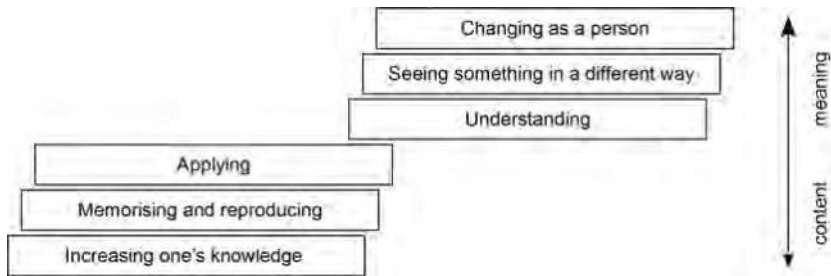 Changing as a person
Seeing something in a different way
Understanding
Applying
Memorising and reproducing
Increasing one's knowledge
meaning
content